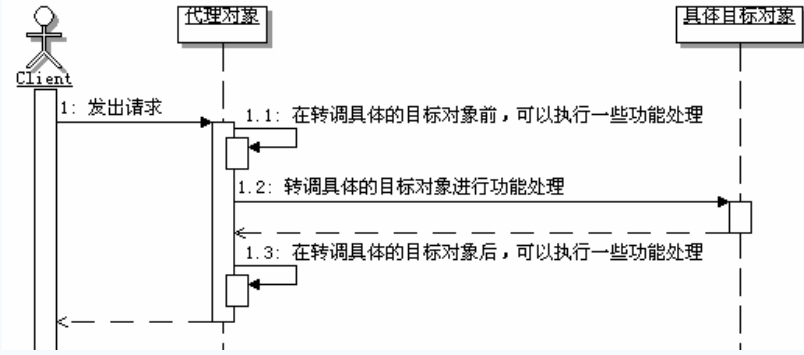 代理对象
具体目标对象
Client
1: 发出请求
1.1: 在转调具体的目标对象前，可以执行一些功能处理
1.2: 转调具体的目标对象进行功能处理
1.3: 在转调具体的目标对象后，可以执行一些功能处理